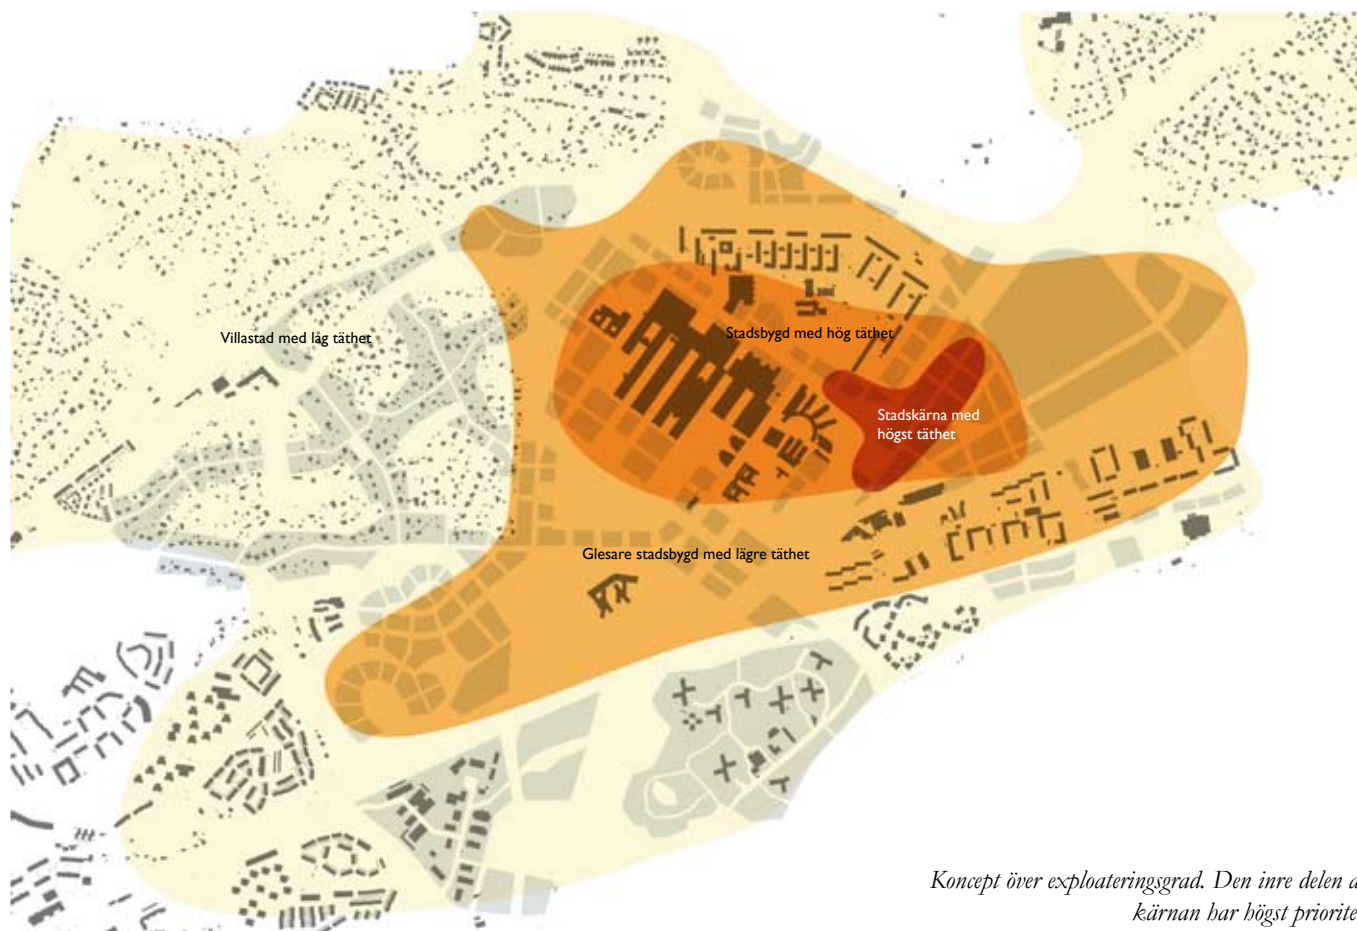 Villastad med låg täthet
Stadsbygd med hög täthet
Stadskärna med
högst täthet
Glesare stadsbygd med lägre täthet
Koncept över exploateringsgrad. Den inre delen
kärnan har högst